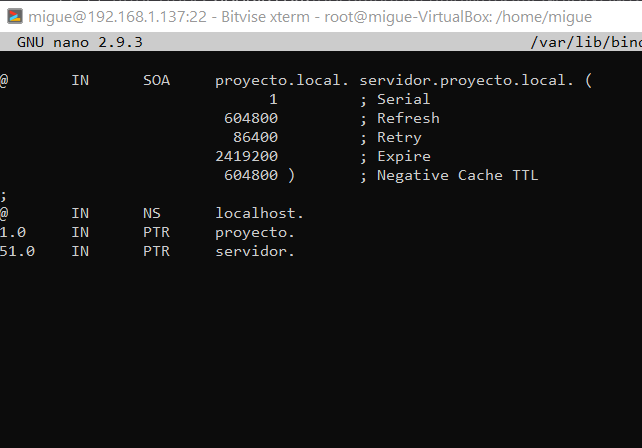 migue@192.168.1.137:22 - Bitvise xterm - root@migue-VirtualBox: /home/migue
GNU nano 2.9.3 /var/lib/bind
@ IN SOA proyecto.local. servidor.proyecto.local. (
1 ; Serial
604800 ; Refresh
86400 ; Retry
2419200 ; Expire
604800 ) ; Negative Cache TTL
;
@ IN NS localhost.
1.0 IN PTR proyecto.
51.0 IN PTR servidor.